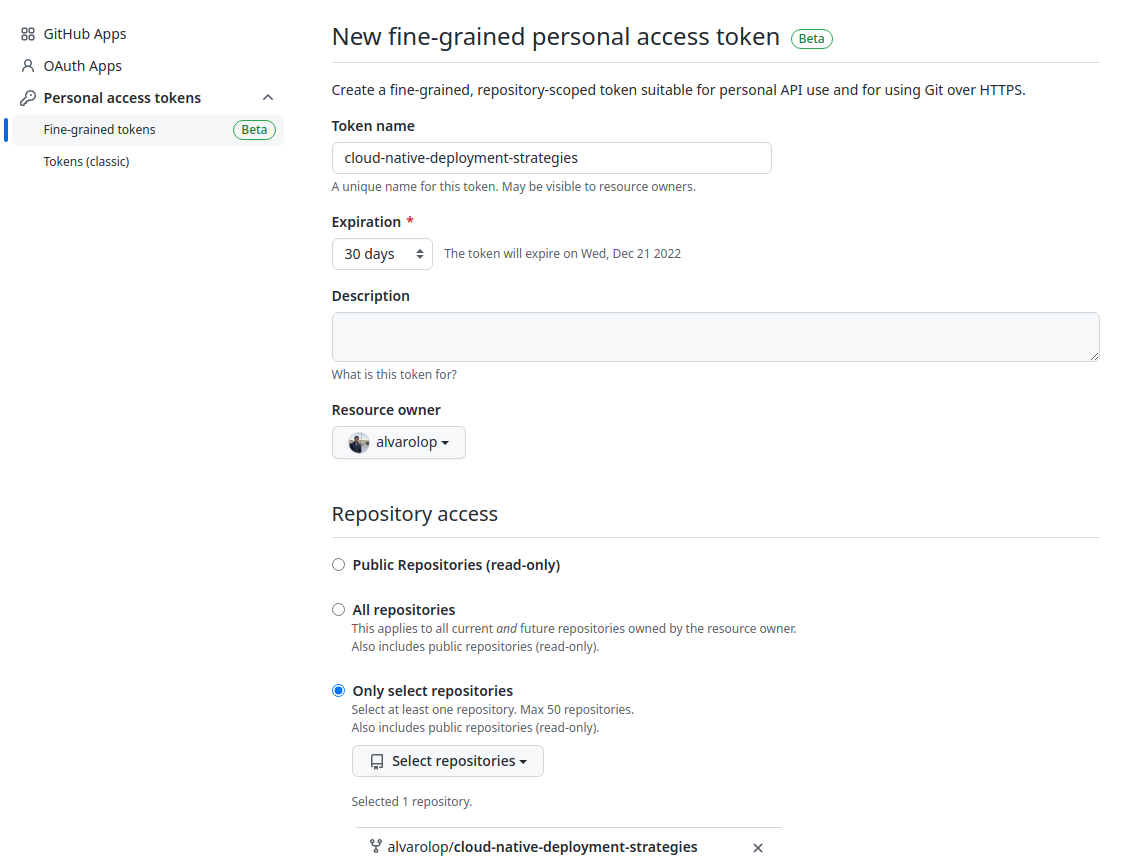 GitHub Apps
OAuth Apps
Personal access tokens
Fine-grained tokens Beta
Tokens (classic)
New fine-grained personal access token Beta
Create a fine-grained, repository-scoped token suitable for personal API use and for using Git over HTTPS.
Token name
cloud-native-deployment-strategies
A unique name for this token. May be visible to resource owners.
Expiration *
30 days The token will expire on Wed, Dec 21 2022
Description
What is this token for?
Resource owner
alvarolop
Repository access
Public Repositories (read-only)
All repositories
This applies to all current and future repositories owned by the resource owner.
Also includes public repositories (read-only).
Only select repositories
Select at least one repository. Max 50 repositories.
Also includes public repositories (read-only).
Select repositories
Selected 1 repository.
alvarolop/cloud-native-deployment-strategies